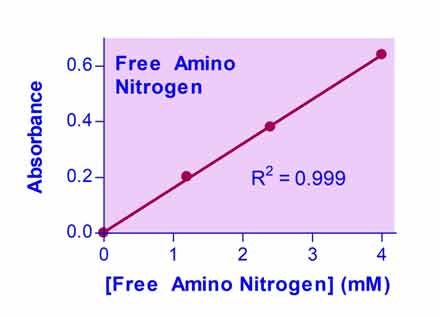 Free Amino
Nitrogen
Absorbance
0.6
0.4
0.2
0.0
R² = 0.999
0 1 2 3 4
[Free Amino Nitrogen] (mM)